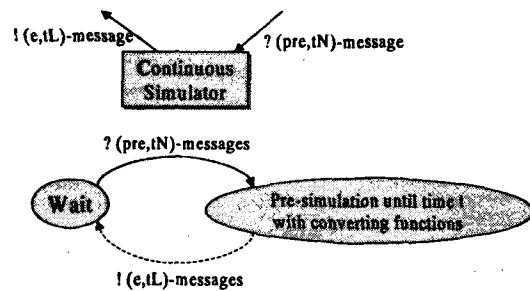 ! (e,tL)-message
? (pre,tN)-message
Continuous
Simulator
? (pre,tN)-messages
Wait
Pre-simulation until time t
with converting functions
! (e,tL)-messages